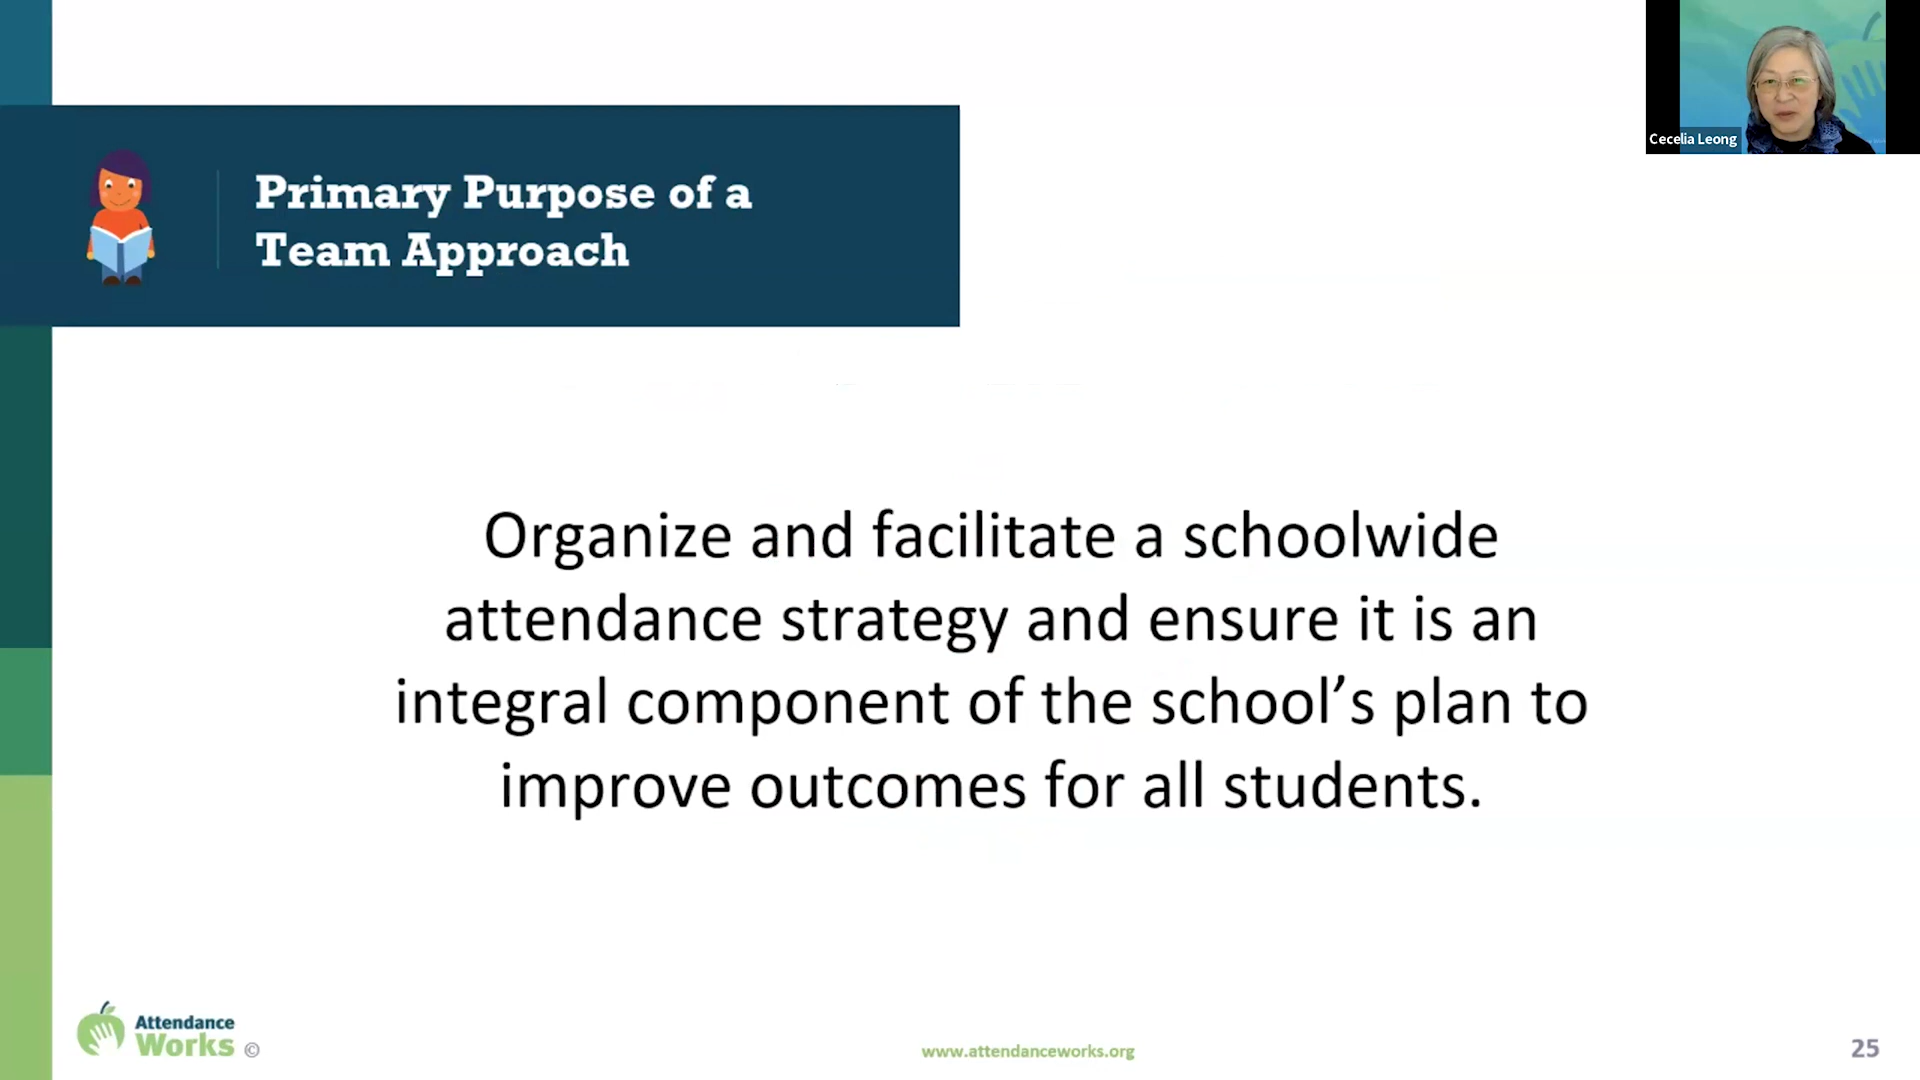 Cecelia Leong
Primary Purpose of a
Team Approach
Organize and facilitate a schoolwide
attendance strategy and ensure it is an
integral component of the school’s plan to
improve outcomes for all students.
Attendance
Works ©
www.attendanceworks.org
25